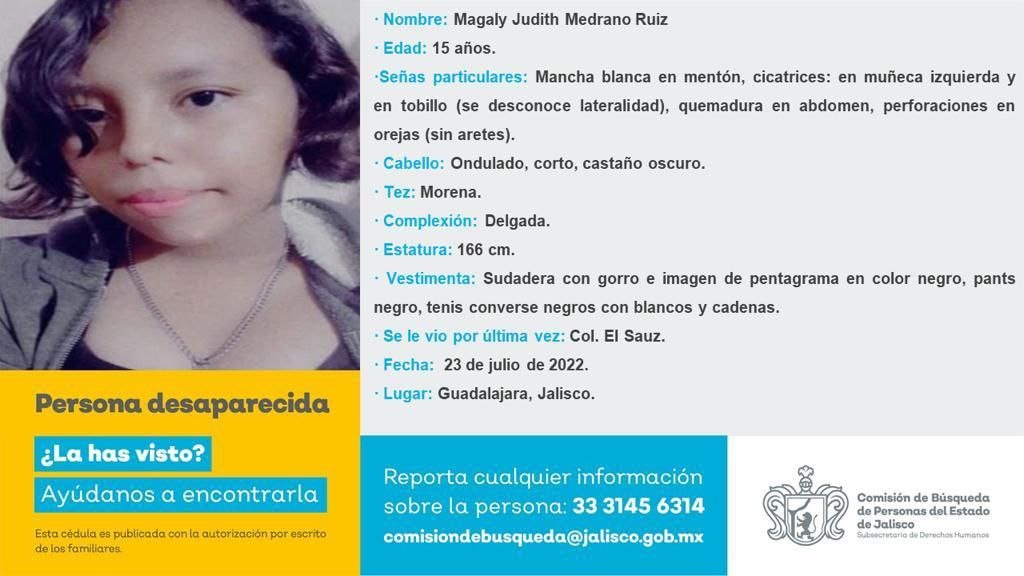 · Nombre: Magaly Judith Medrano Ruiz
· Edad: 15 años.
·Señas particulares: Mancha blanca en mentón, cicatrices: en muñeca izquierda y
en tobillo (se desconoce lateralidad), quemadura en abdomen, perforaciones en
orejas (sin aretes).
· Cabello: Ondulado, corto, castaño oscuro.
· Tez: Morena.
· Complexión: Delgada.
· Estatura: 166 cm.
· Vestimenta: Sudadera con gorro e imagen de pentagrama en color negro, pants
negro, tenis converse negros con blancos y cadenas.
· Se le vio por última vez: Col. El Sauz.
· Fecha: 23 de julio de 2022.
· Lugar: Guadalajara, Jalisco.
Persona desaparecida
¿La has visto?
Ayúdanos a encontrarla
Esta cédula es publicada con la autorización por escrito
de los familiares.
Reporta cualquier información
sobre la persona: 33 3145 6314
comisiondebusqueda@jalisco.gob.mx
Comisión de Búsqueda
de Personas del Estado
de Jalisco
Subsecretaría de Derechos Humanos